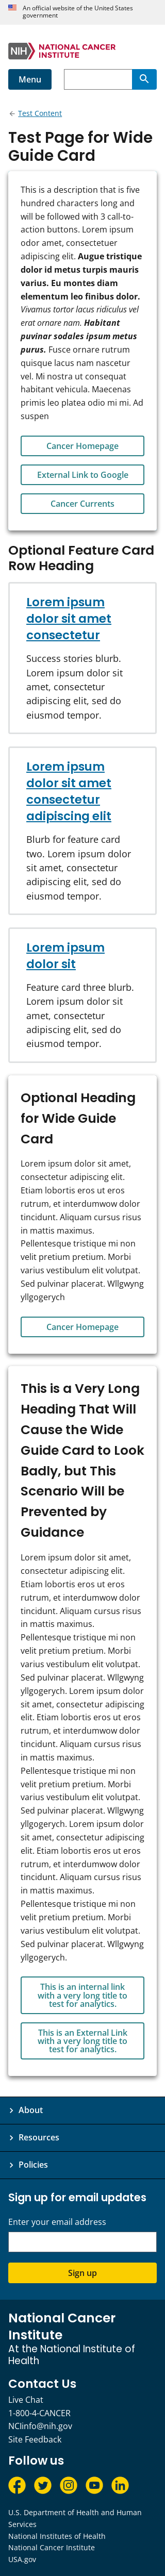 An official website of the United States
government
NIH NATIONAL CANCER
INSTITUTE
Menu
← Test Content
Test Page for Wide
Guide Card
This is a description that is five
hundred characters long and
will be followed with 3 call-to-
action buttons. Lorem ipsum
dolor amet, consectetuer
adipiscing elit. Augue tristique
dolor id metus turpis mauris
varius. Eu montes diam
elementum leo finibus dolor.
Vivamus tortor lacus ridiculus vel
erat ornare nam. Habitant
puvinar sodales ipsum metus
purus. Fusce ornare rutrum
quisque lacus nam nascetur
vel. Mi nostra ut consequat
habitant vehicula. Maecenas
primis leo platea odio mi. Ad
suspen
Cancer Homepage
External Link to Google
Cancer Currents
Optional Feature Card
Row Heading
Lorem ipsum
dolor sit amet
consectetur
Success stories blurb.
Lorem ipsum dolor sit
amet, consectetur
adipiscing elit, sed do
eiusmod tempor.
Lorem ipsum
dolor sit amet
consectetur
adipiscing elit
Blurb for feature card
two. Lorem ipsum dolor
sit amet, consectetur
adipiscing elit, sed do
eiusmod tempor.
Lorem ipsum
dolor sit
Feature card three blurb.
Lorem ipsum dolor sit
amet, consectetur
adipiscing elit, sed do
eiusmod tempor.
Optional Heading
for Wide Guide
Card
Lorem ipsum dolor sit amet,
consectetur adipiscing elit.
Etiam lobortis eros ut eros
rutrum, et interdumwow dolor
tincidunt. Aliquam cursus risus
in mattis maximus.
Pellentesque tristique mi non
velit pretium pretium. Morbi
varius vestibulum elit volutpat.
Sed pulvinar placerat. Wllgwyng
yllgogerych
Cancer Homepage
This is a Very Long
Heading That Will
Cause the Wide
Guide Card to Look
Badly, but This
Scenario Will be
Prevented by
Guidance
Lorem ipsum dolor sit amet,
consectetur adipiscing elit.
Etiam lobortis eros ut eros
rutrum, et interdumwow dolor
tincidunt. Aliquam cursus risus
in mattis maximus.
Pellentesque tristique mi non
velit pretium pretium. Morbi
varius vestibulum elit volutpat.
Sed pulvinar placerat. Wllgwyng
yllgogerych. Lorem ipsum dolor
sit amet, consectetur adipiscing
elit. Etiam lobortis eros ut eros
rutrum, et interdumwow dolor
tincidunt. Aliquam cursus risus
in mattis maximus.
Pellentesque tristique mi non
velit pretium pretium. Morbi
varius vestibulum elit volutpat.
Sed pulvinar placerat. Wllgwyng
yllgogerych. Lorem ipsum dolor
sit amet, consectetur adipiscing
elit. Etiam lobortis eros ut eros
rutrum, et interdumwow dolor
tincidunt. Aliquam cursus risus
in mattis maximus.
Pellentesque tristique mi non
velit pretium pretium. Morbi
varius vestibulum elit volutpat.
Sed pulvinar placerat. Wllgwyng
yllgogerych.
This is an internal link
with a very long title to
test for analytics.
This is an External Link
with a very long title to
test for analytics.
About
Resources
Policies
Sign up for email updates
Enter your email address
Sign up
National Cancer
Institute
At the National Institute of
Health
Contact Us
Live Chat
1-800-4-CANCER
NCIinfo@nih.gov
Site Feedback
Follow us
U.S. Department of Health and Human
Services
National Institutes of Health
National Cancer Institute
USA.gov